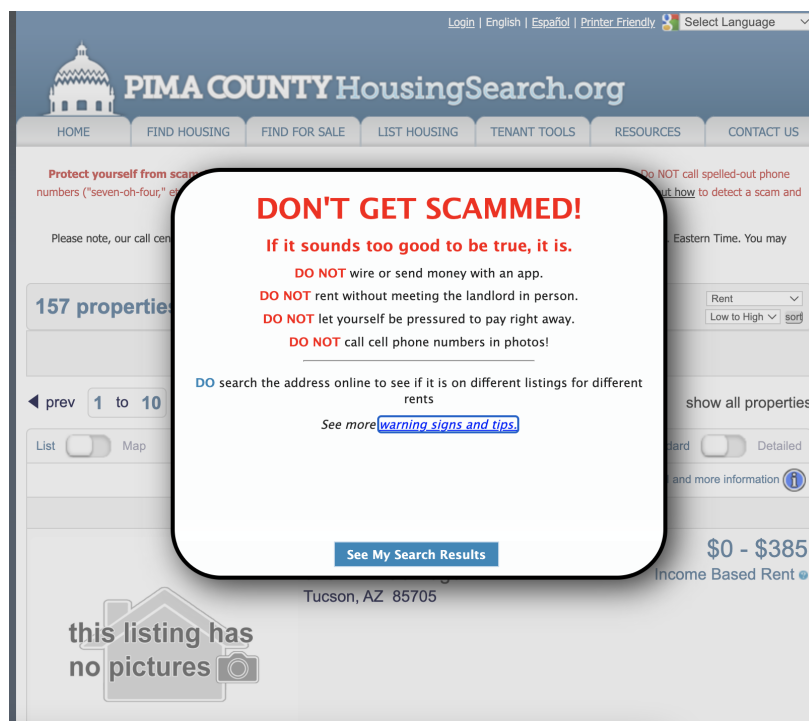 Login | English | Español | Printer Friendly Select Language
PIMA COUNTY HousingSearch.org
HOME FIND HOUSING FIND FOR SALE LIST HOUSING TENANT TOOLS RESOURCES CONTACT US
Protect yourself from scam Do NOT call spelled-out phone
numbers ("seven-oh-four," et out how to detect a scam and
Please note, our call cen . Eastern Time. You may
DON'T GET SCAMMED!
If it sounds too good to be true, it is.
DO NOT wire or send money with an app.
DO NOT rent without meeting the landlord in person.
DO NOT let yourself be pressured to pay right away.
DO NOT call cell phone numbers in photos!
DO search the address online to see if it is on different listings for different
rents
See more warning signs and tips.
See My Search Results
157 properties
Rent
Low to High sort
prev 1 to 10 show all properties
List Map dard Detailed
and more information
$0 - $385
Income Based Rent
Tucson, AZ 85705
this listing has
no pictures